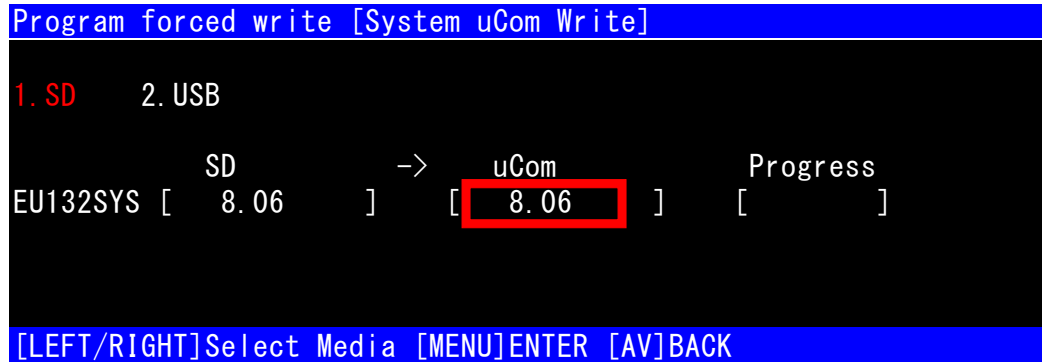 Program forced write [System uCom Write]
1.SD 2.USB
SD -> uCom Progress
EU132SYS [ 8.06 ] [ 8.06 ] [ ]
[LEFT/RIGHT]Select Media [MENU]ENTER [AV]BACK